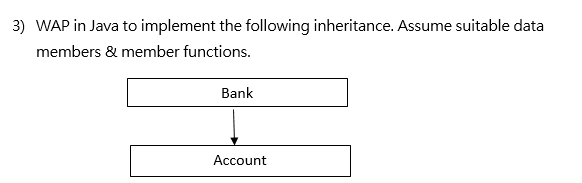 3) WAP in Java to implement the following inheritance. Assume suitable data
members & member functions.
Bank
Account